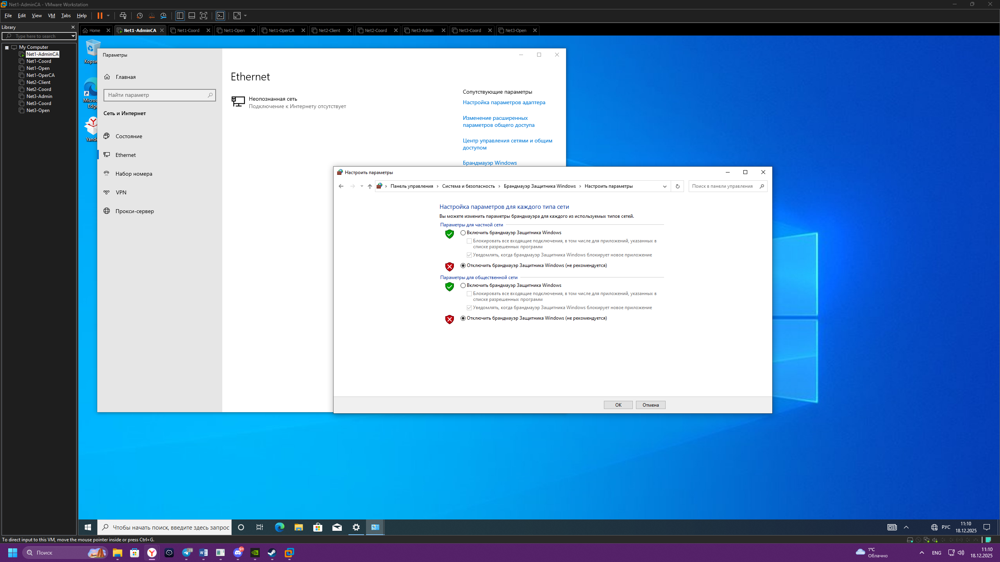 Net1-AdminCA - VMware Workstation
File Edit View VM Tabs Help
Library
Type here to search
Home Net1-AdminCA Net1-Coord Net1-Open Net1-OperCA Net2-Client Net2-Coord Net3-Admin Net3-Coord Net3-Open
My Computer
Net1-AdminCA
Net1-Coord
Net1-Open
Net1-OperCA
Net2-Client
Net2-Coord
Net3-Admin
Net3-Coord
Net3-Open
Корзи
Micros
Edge
Yande
Параметры
Главная
Найти параметр
Сеть и Интернет
Состояние
Ethernet
Набор номера
VPN
Прокси-сервер
Ethernet
Неопознанная сеть
Подключение к Интернету отсутствует
Сопутствующие параметры
Настройка параметров адаптера
Изменение расширенных
параметров общего доступа
Центр управления сетями и общим
доступом
Брандмауэр Windows
Настроить параметры
Панель управления › Система и безопасность › Брандмауэр Защитника Windows › Настроить параметры
Поиск в панели управления
Настройка параметров для каждого типа сети
Вы можете изменить параметры брандмауэра для каждого из используемых типов сетей.
Параметры для частной сети
Включить брандмауэр Защитника Windows
Блокировать все входящие подключения, в том числе для приложений, указанных в
списке разрешенных программ
Уведомлять, когда брандмауэр Защитника Windows блокирует новое приложение
Отключить брандмауэр Защитника Windows (не рекомендуется)
Параметры для общественной сети
Включить брандмауэр Защитника Windows
Блокировать все входящие подключения, в том числе для приложений, указанных в
списке разрешенных программ
Уведомлять, когда брандмауэр Защитника Windows блокирует новое приложение
Отключить брандмауэр Защитника Windows (не рекомендуется)
ОК Отмена
Чтобы начать поиск, введите здесь запрос
РУС
11:10
18.12.2025
To direct input to this VM, move the mouse pointer inside or press Ctrl+G.
Поиск
29
9+
1°C
Облачно
ENG
11:10
18.12.2025